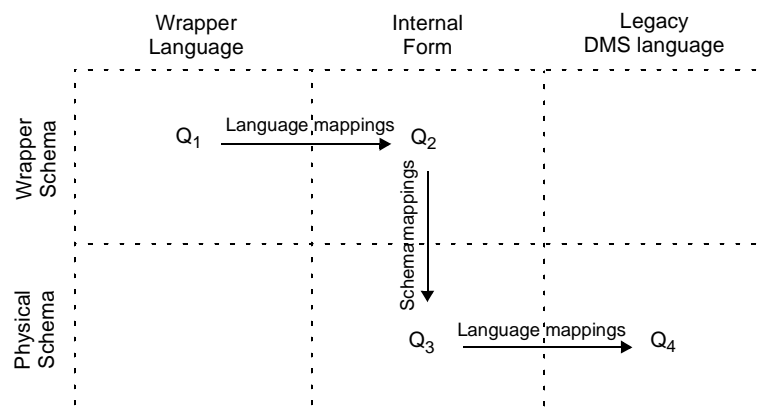 Wrapper
Language
Internal
Form
Legacy
DMS language
Wrapper
Schema
Q1
Language mappings
Q2
Schema mappings
Physical
Schema
Q3
Language mappings
Q4